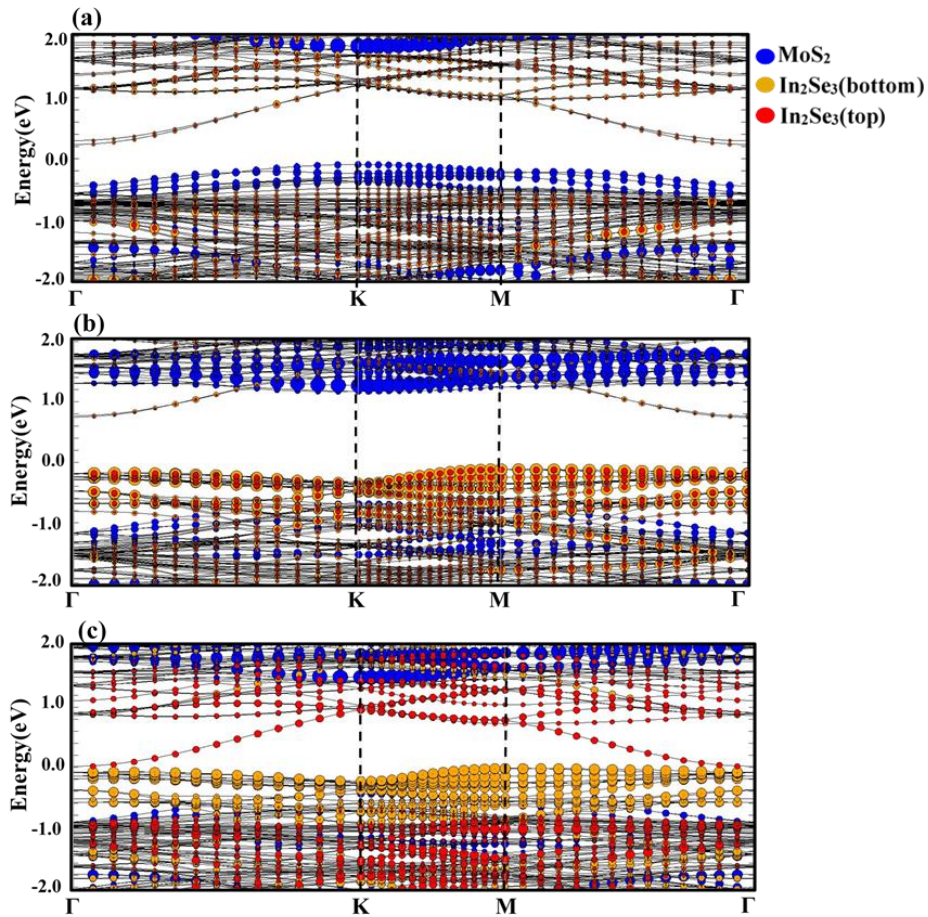 (a)
2.0
1.0
0.0
-1.0
-2.0
Energy(eV)
Γ K M Γ
MoS₂
In₂Se₃(bottom)
In₂Se₃(top)
(b)
2.0
1.0
0.0
-1.0
-2.0
Energy(eV)
Γ K M Γ
(c)
2.0
1.0
0.0
-1.0
-2.0
Energy(eV)
Γ K M Γ